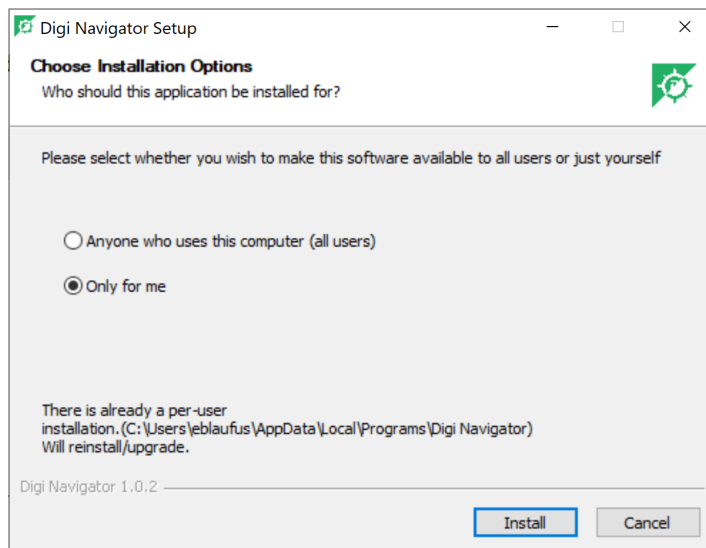 Digi Navigator Setup
Choose Installation Options
Who should this application be installed for?
Please select whether you wish to make this software available to all users or just yourself
Anyone who uses this computer (all users)
Only for me
There is already a per-user
installation.(C:\Users\eblaufus\AppData\Local\Programs\Digi Navigator)
Will reinstall/upgrade.
Digi Navigator 1.0.2
Install
Cancel